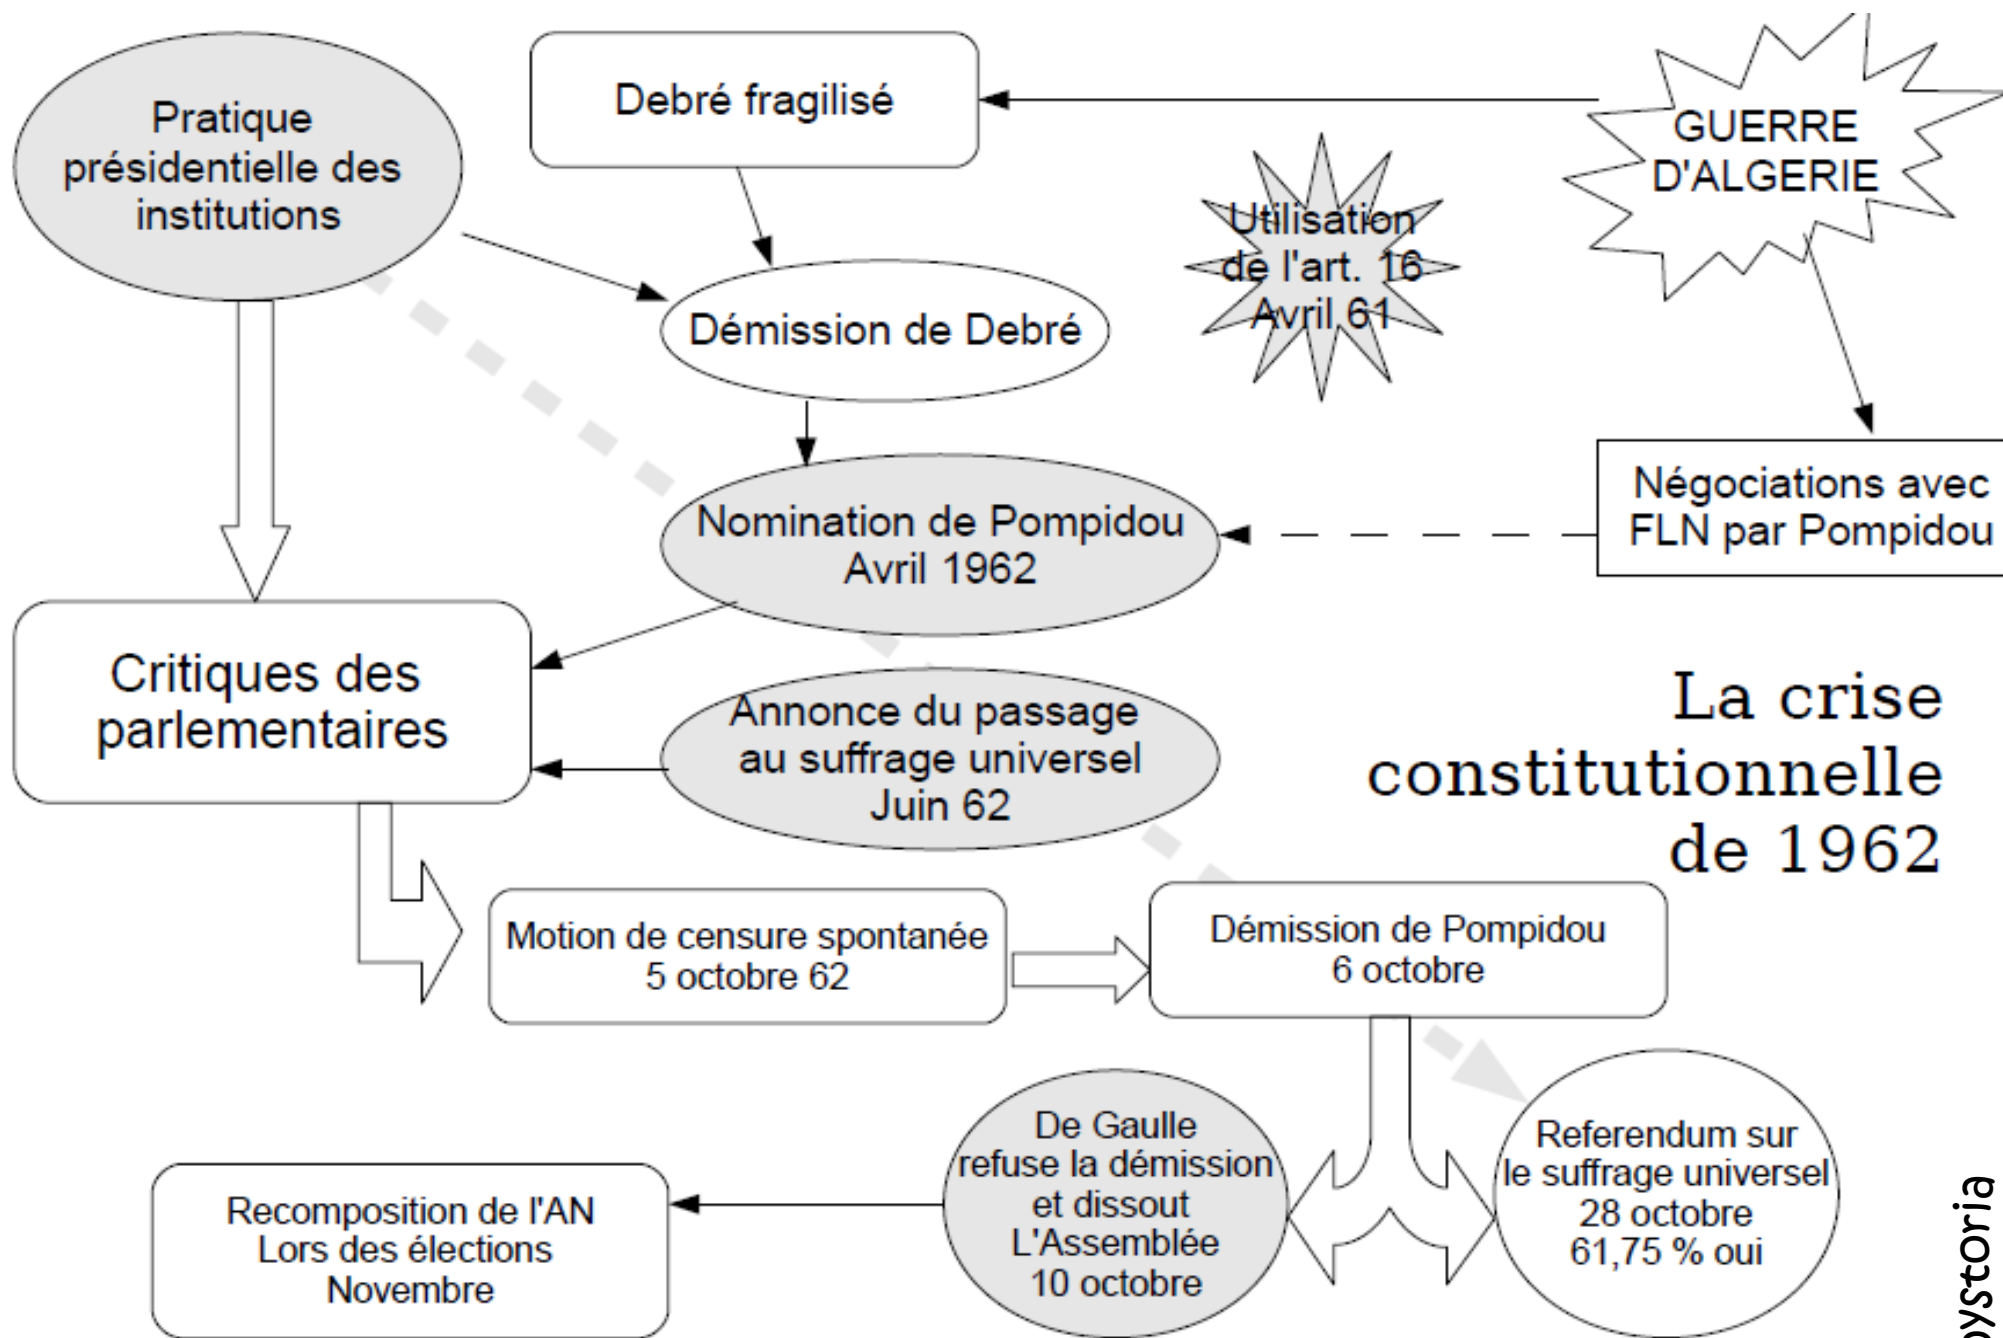 Pratique
présidentielle des
institutions
Debré fragilisé
GUERRE
D'ALGERIE
Utilisation
de l'art. 16
Avril 61
Démission de Debré
Négociations avec
FLN par Pompidou
Nomination de Pompidou
Avril 1962
Critiques des
parlementaires
Annonce du passage
au suffrage universel
Juin 62
La crise
constitutionnelle
de 1962
Motion de censure spontanée
5 octobre 62
Démission de Pompidou
6 octobre
De Gaulle
refuse la démission
et dissout
L'Assemblée
10 octobre
Referendum sur
le suffrage universel
28 octobre
61,75 % oui
Recomposition de l'AN
Lors des élections
Novembre